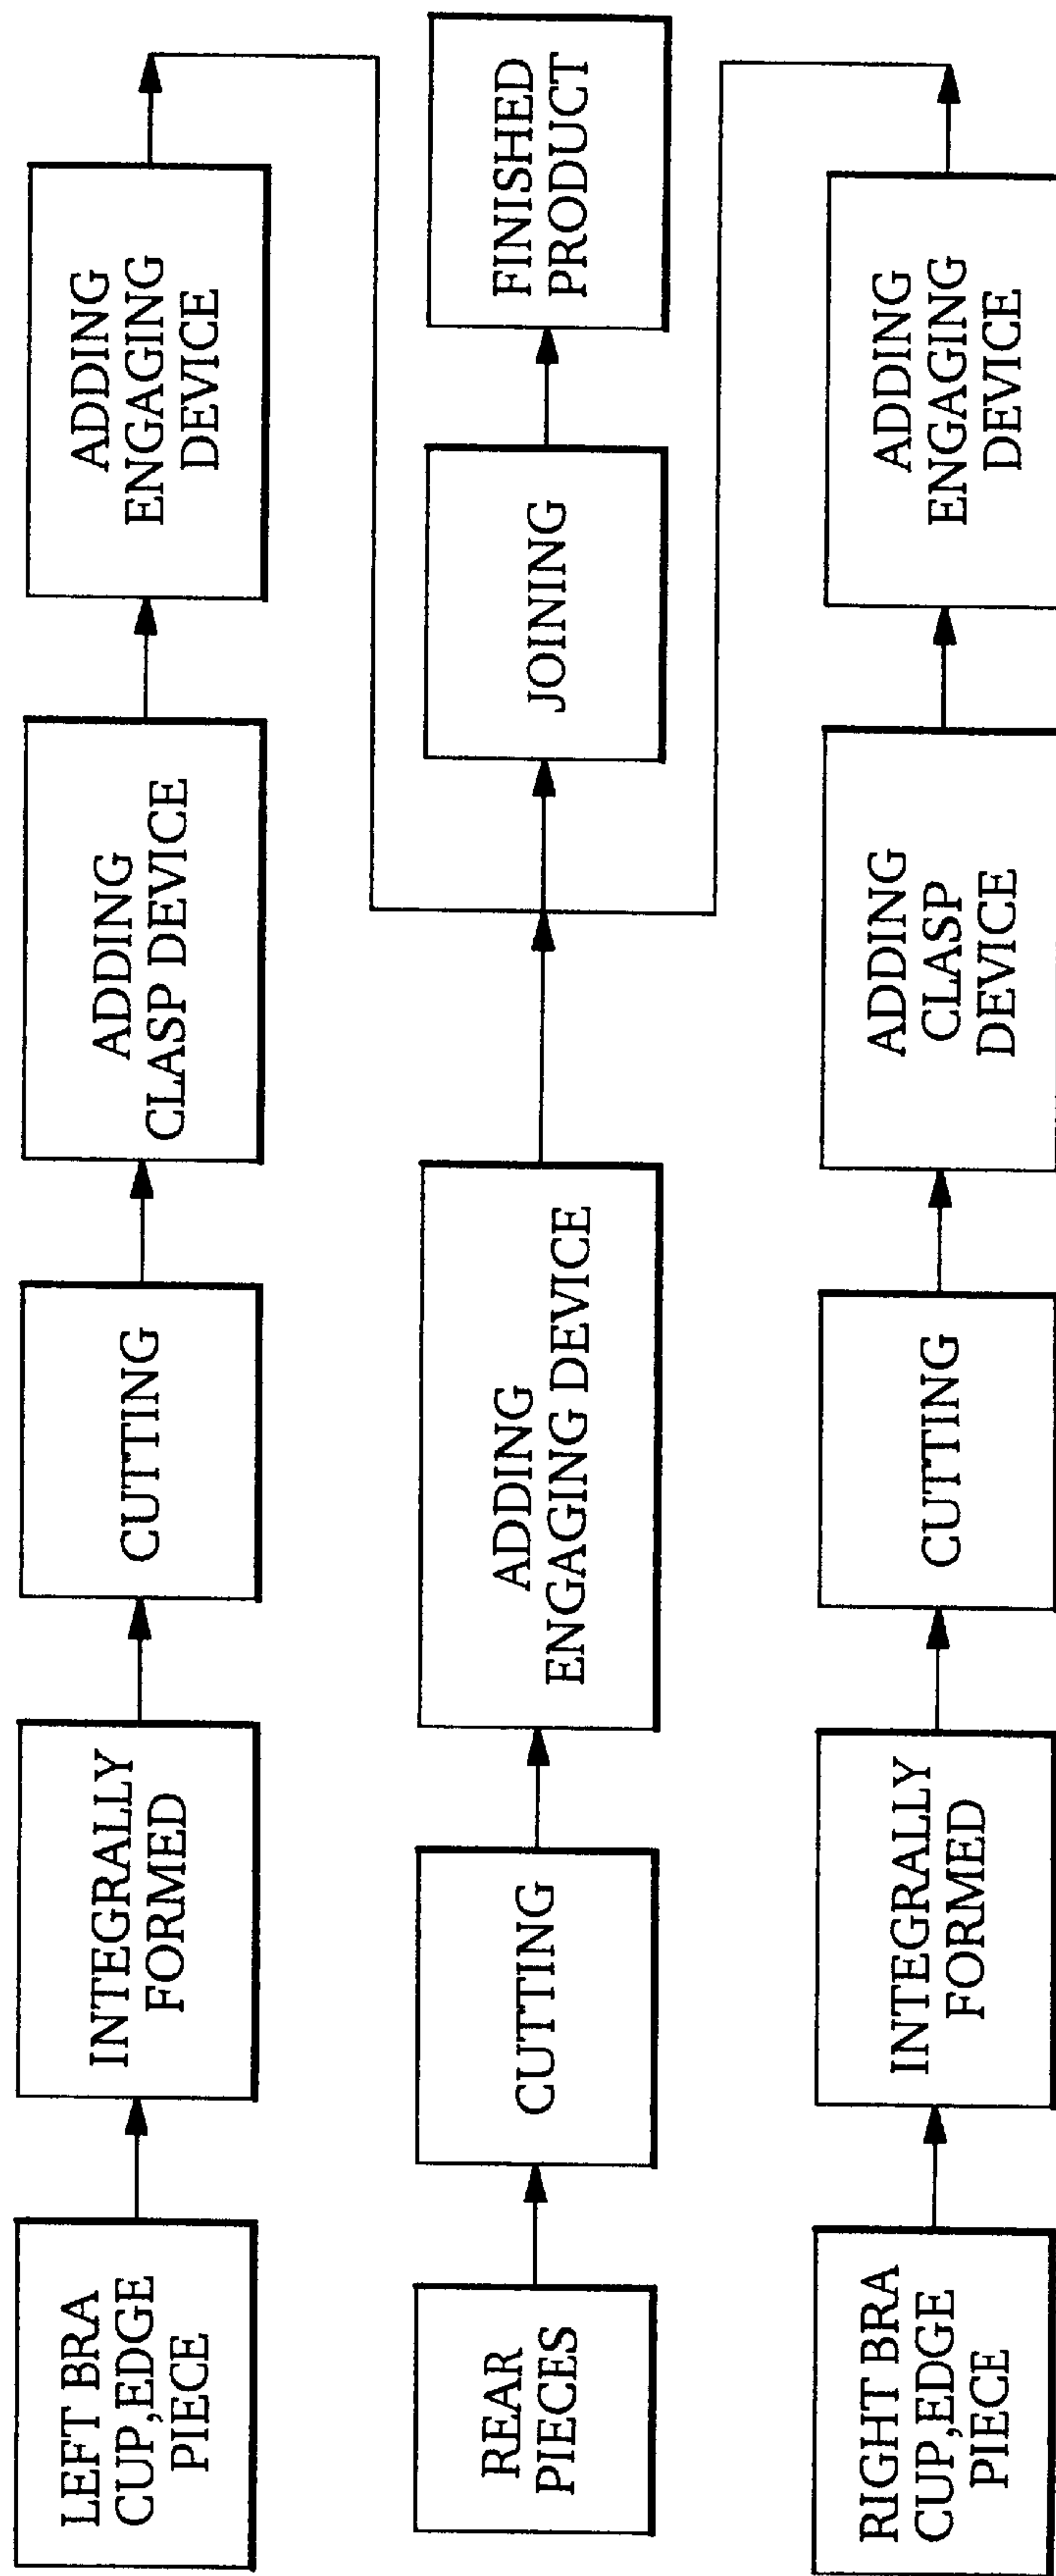 LEFT BRA
CUP,EDGE
PIECE
INTEGRALLY
FORMED
CUTTING
ADDING
CLASP DEVICE
ADDING
ENGAGING
DEVICE
REAR
PIECES
CUTTING
ADDING
ENGAGING DEVICE
JOINING
FINISHED
PRODUCT
RIGHT BRA
CUP,EDGE
PIECE
INTEGRALLY
FORMED
CUTTING
ADDING
CLASP
DEVICE
ADDING
ENGAGING
DEVICE